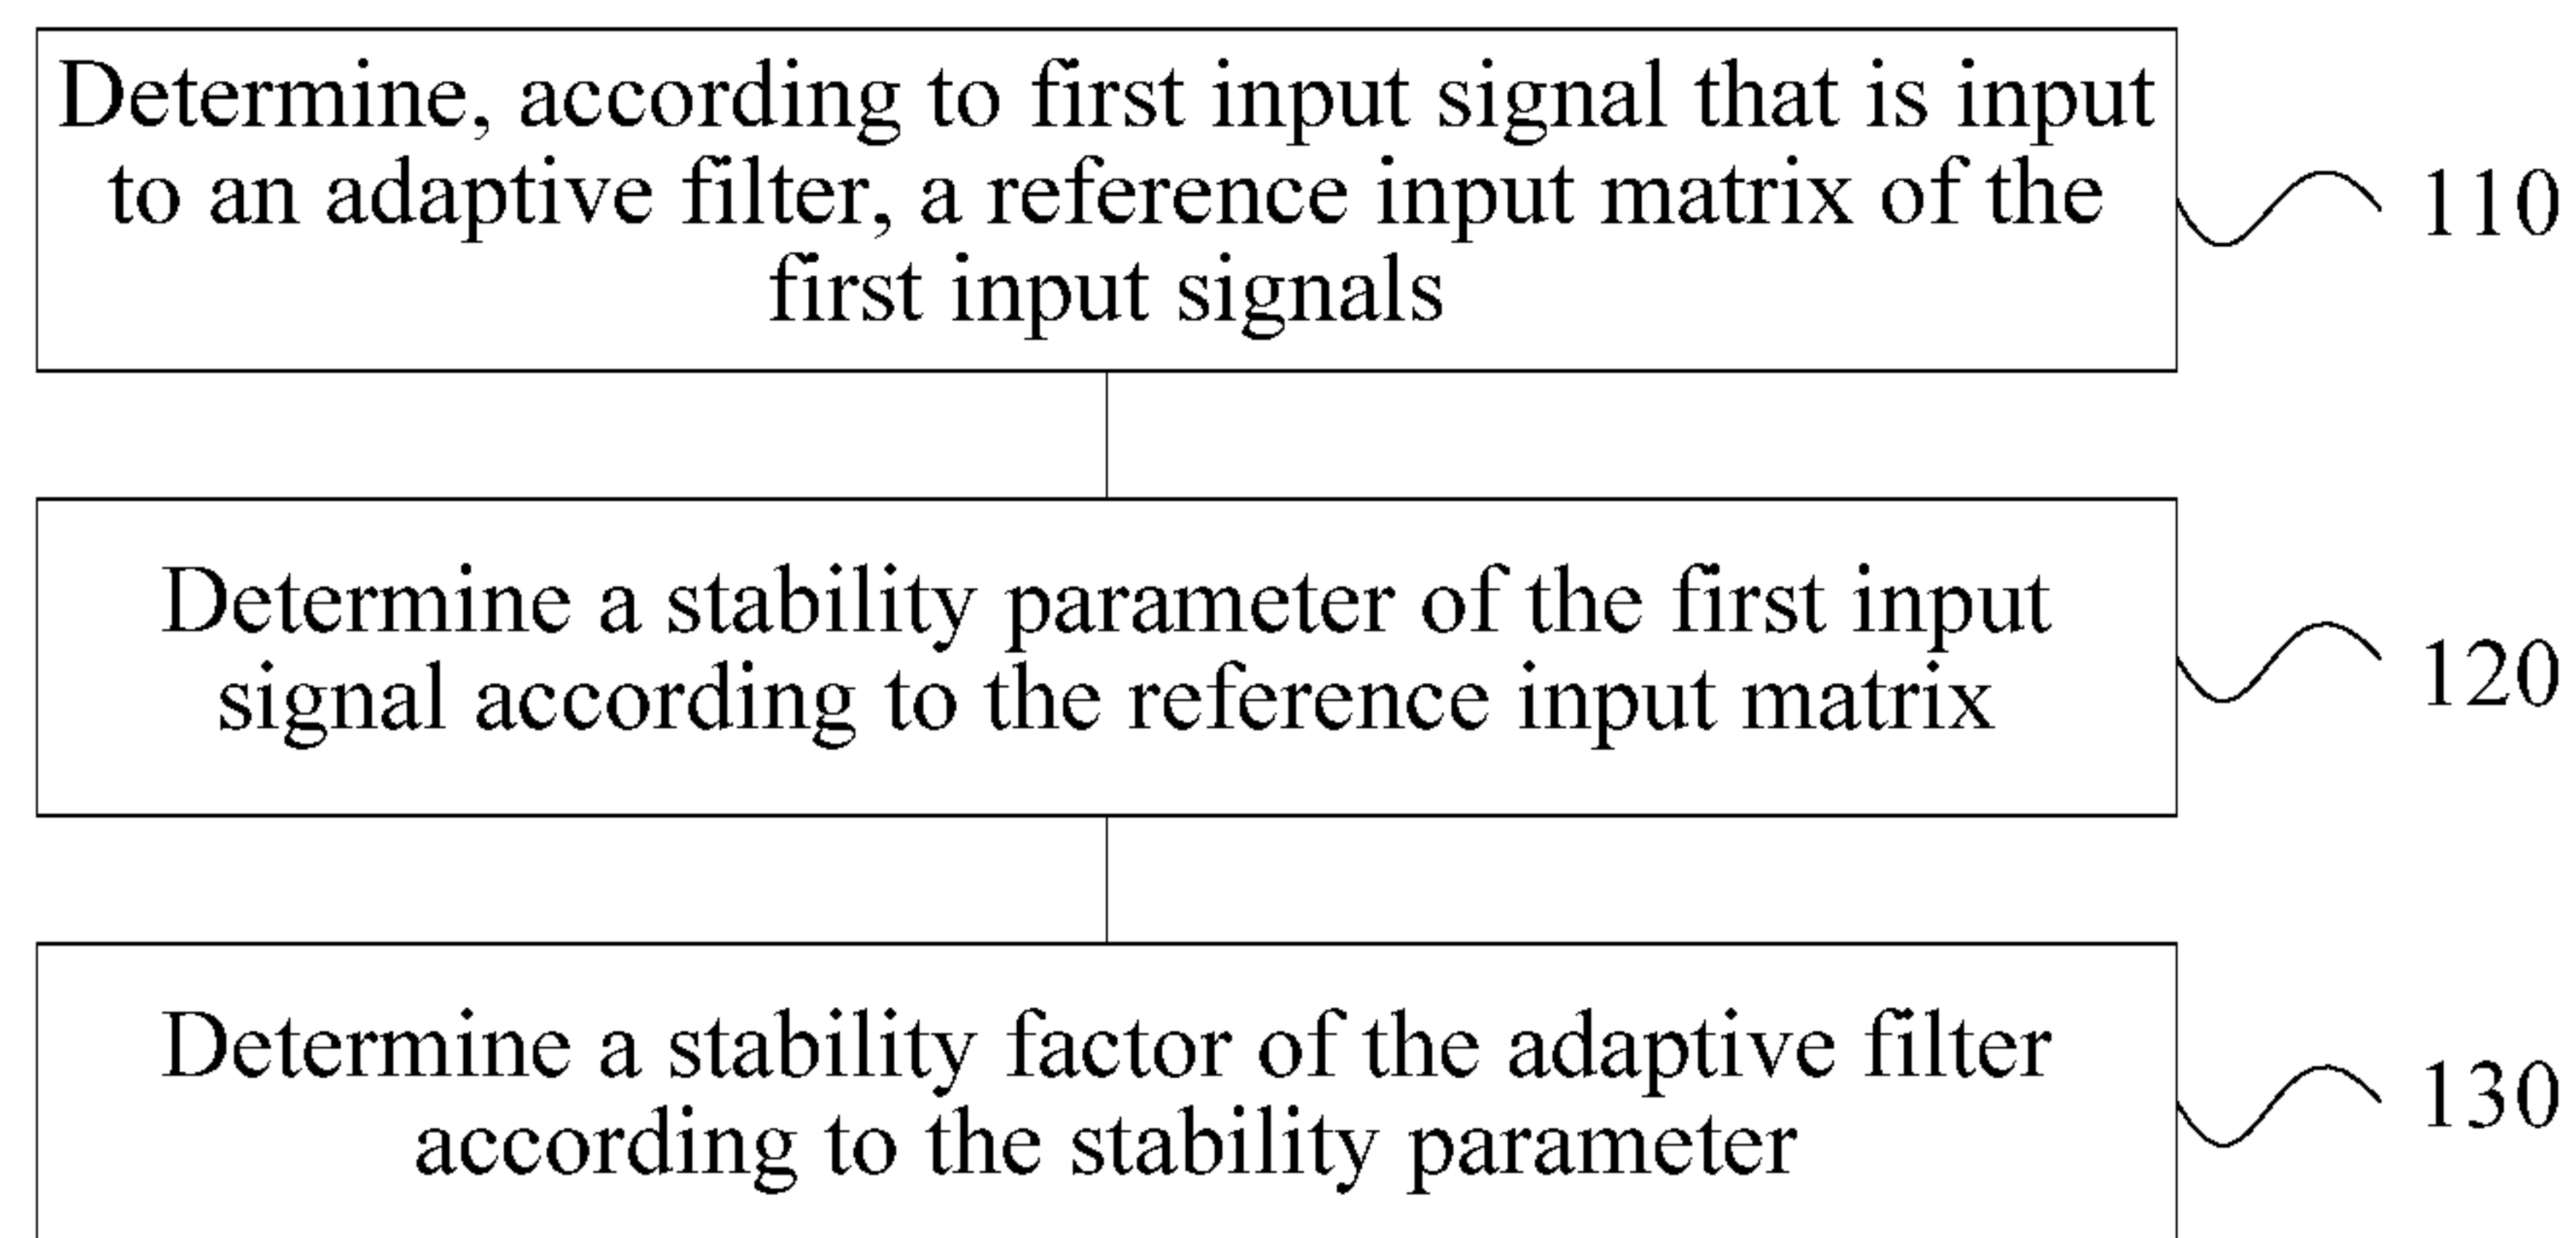 Determine, according to first input signal that is input
to an adaptive filter, a reference input matrix of the
first input signals
110
Determine a stability parameter of the first input
signal according to the reference input matrix
120
Determine a stability factor of the adaptive filter
according to the stability parameter
130